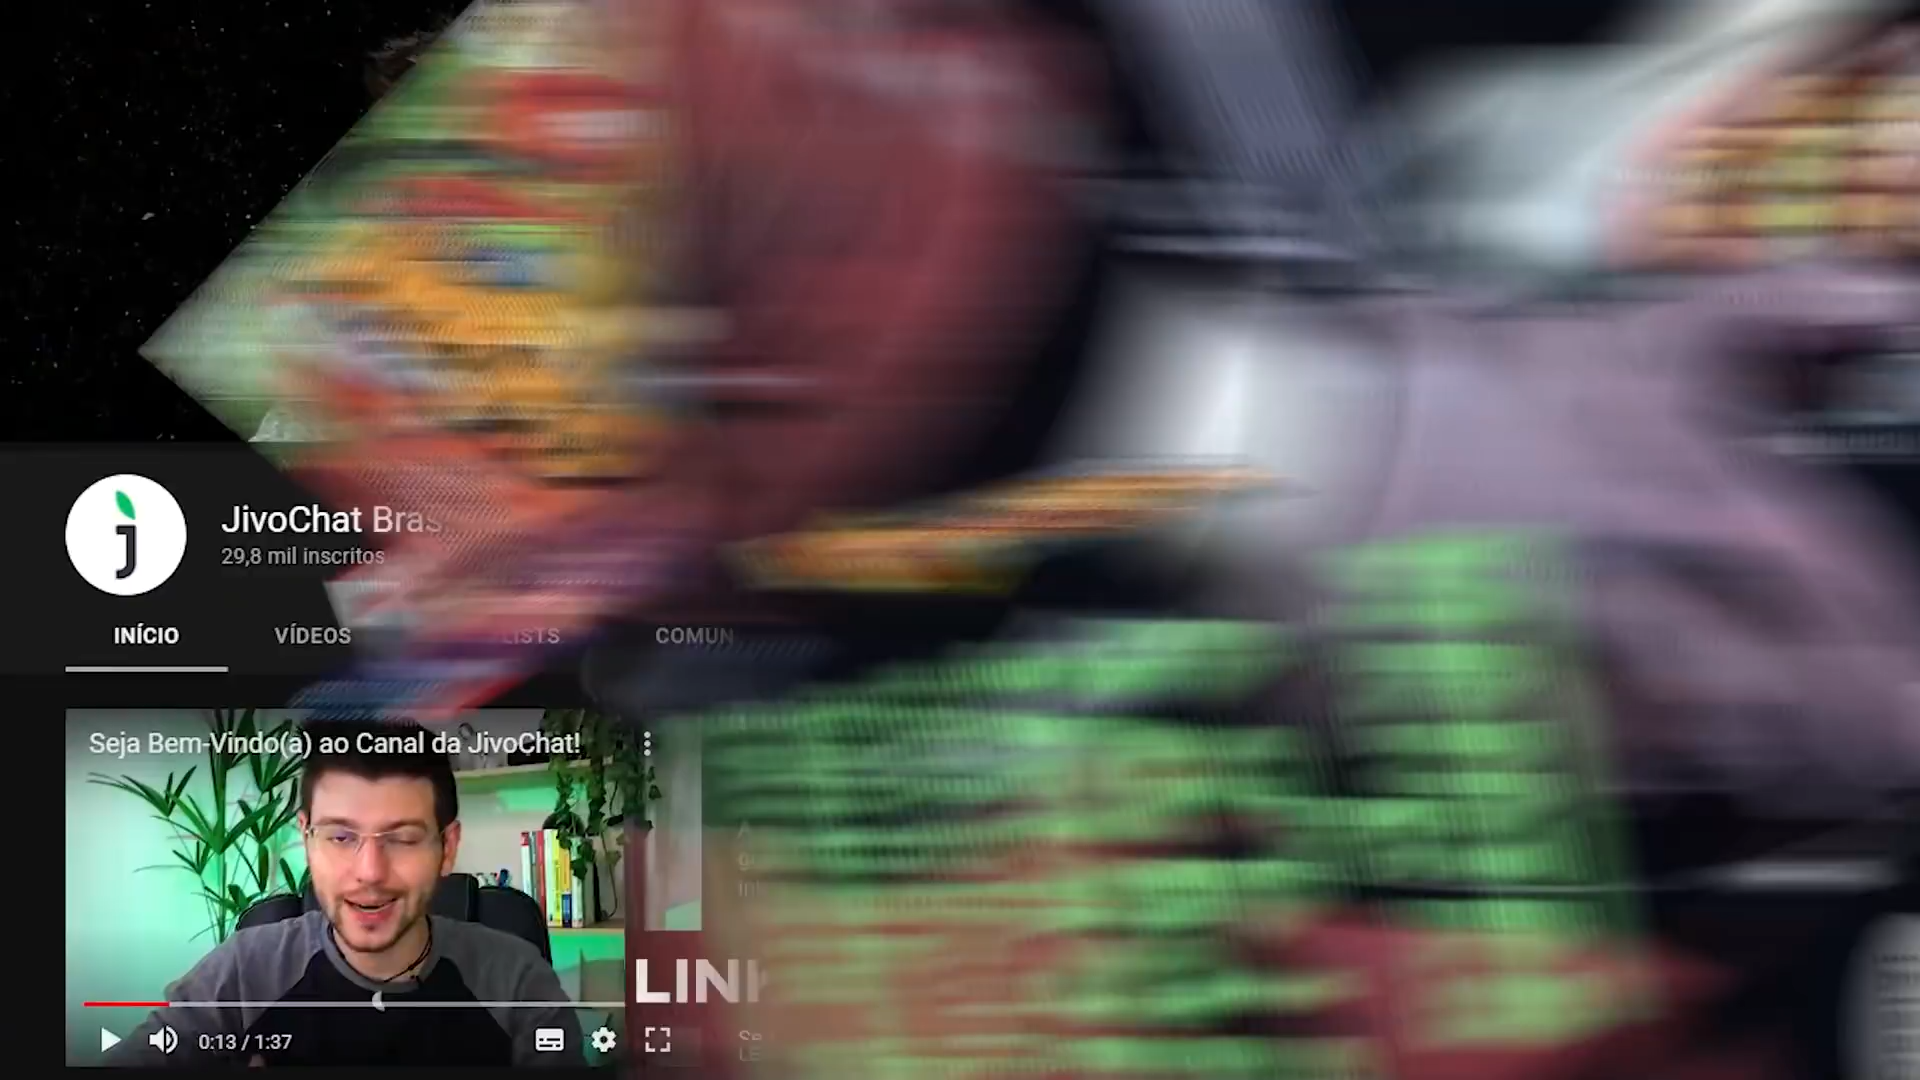 JivoChat Bras
29,8 mil inscritos
INÍCIO
VÍDEOS
LISTS
COMUN
Seja Bem-Vindo(a) ao Canal da JivoChat!
LINK
0:13 / 1:37